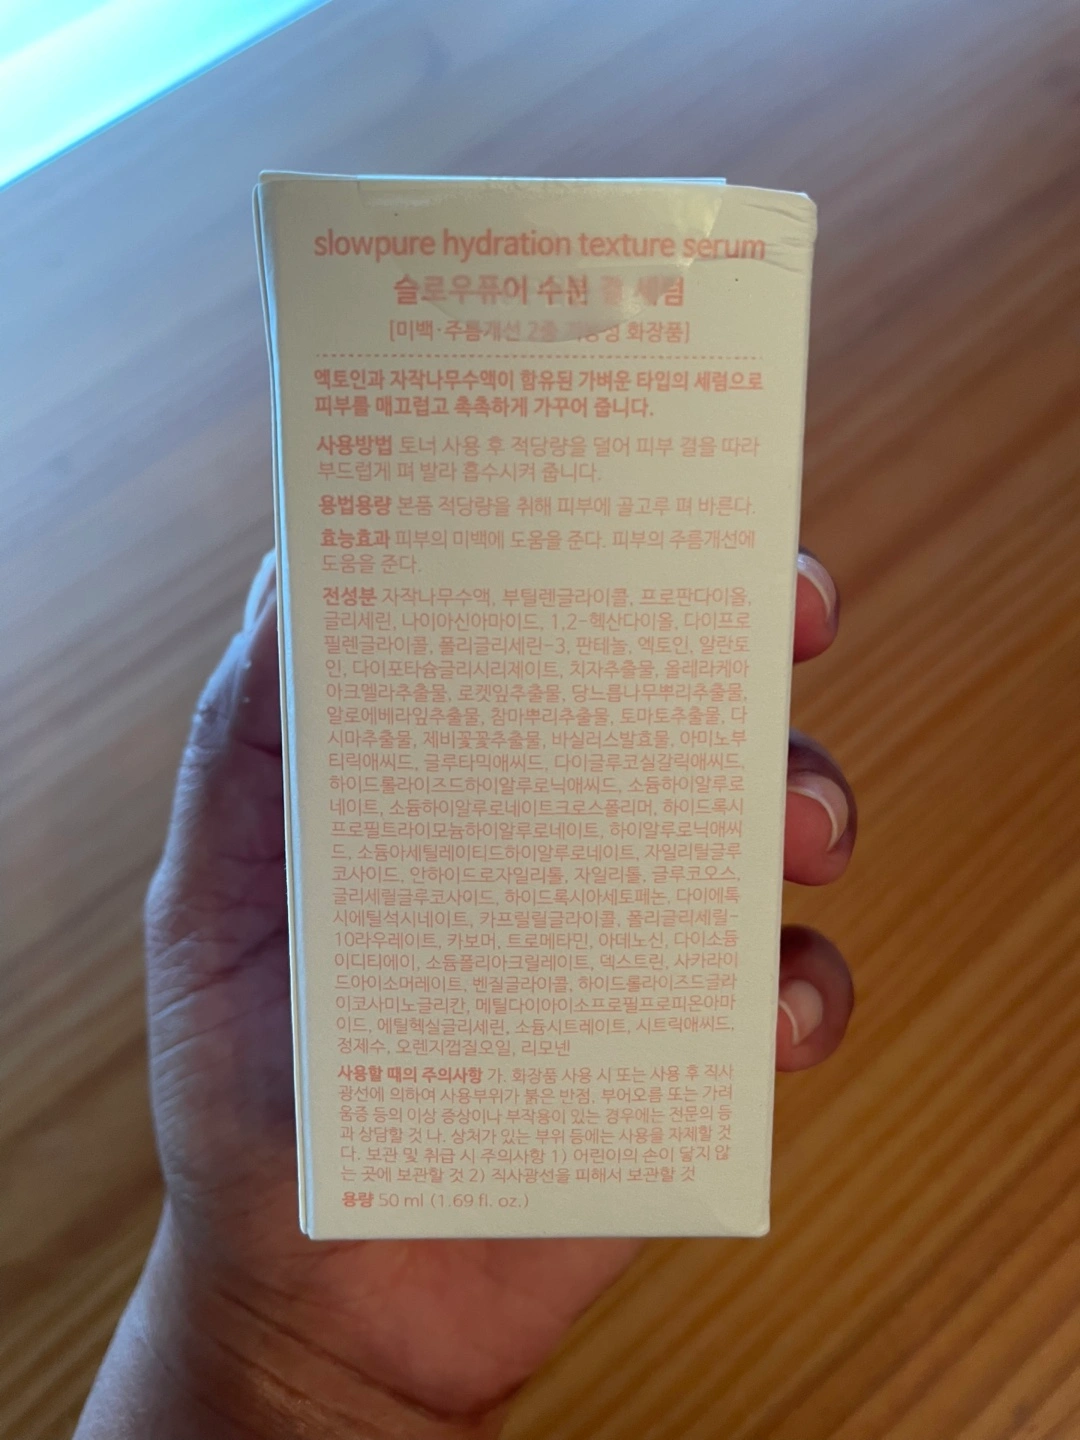 slowpure hydration texture serum
슬로우퓨어 수분 결 세럼
[미백·주름개선 2중 기능성 화장품]
엑토인과 자작나무수액이 함유된 가벼운 타입의 세럼으로
피부를 매끄럽고 촉촉하게 가꾸어 줍니다.
사용방법 토너 사용 후 적당량을 덜어 피부 결을 따라
부드럽게 펴 발라 흡수시켜 줍니다.
용법용량 본품 적당량을 취해 피부에 골고루 펴 바른다.
효능효과 피부의 미백에 도움을 준다. 피부의 주름개선에
도움을 준다.
전성분 자작나무수액, 부틸렌글라이콜, 프로판다이올,
글리세린, 나이아신아마이드, 1,2-헥산다이올, 다이프로
필렌글라이콜, 폴리글리세린-3, 판테놀, 엑토인, 알란토
인, 다이포타슘글리시리제이트, 치자추출물, 올레라케아
아크멜라추출물, 로켓잎추출물, 당느릅나무뿌리추출물,
알로에베라잎추출물, 참마뿌리추출물, 토마토추출물, 다
시마추출물, 제비꽃꽃추출물, 바실러스발효물, 아미노부
티릭애씨드, 글루타믹애씨드, 다이글루코실갈릭애씨드,
하이드롤라이즈드하이알루로닉애씨드, 소듐하이알루로
네이트, 소듐하이알루로네이트크로스폴리머, 하이드록시
프로필트라이모늄하이알루로네이트, 하이알루로닉애씨
드, 소듐아세틸레이티드하이알루로네이트, 자일리틸글루
코사이드, 안하이드로자일리톨, 자일리톨, 글루코오스,
글리세릴글루코사이드, 하이드록시아세토페논, 다이에톡
시에틸석시네이트, 카프릴릴글라이콜, 폴리글리세릴-
10라우레이트, 카보머, 트로메타민, 아데노신, 다이소듐
이디티에이, 소듐폴리아크릴레이트, 덱스트린, 사카라이
드아이소머레이트, 벤질글라이콜, 하이드롤라이즈드글라
이코사미노글리칸, 메틸다이아이소프로필프로피온아마
이드, 에틸헥실글리세린, 소듐시트레이트, 시트릭애씨드,
정제수, 오렌지껍질오일, 리모넨
사용할 때의 주의사항 가. 화장품 사용 시 또는 사용 후 직사
광선에 의하여 사용부위가 붉은 반점, 부어오름 또는 가려
움증 등의 이상 증상이나 부작용이 있는 경우에는 전문의 등
과 상담할 것 나. 상처가 있는 부위 등에는 사용을 자제할 것
다. 보관 및 취급 시 주의사항 1) 어린이의 손이 닿지 않
는 곳에 보관할 것 2) 직사광선을 피해서 보관할 것
용량 50 ml (1.69 fl. oz.)